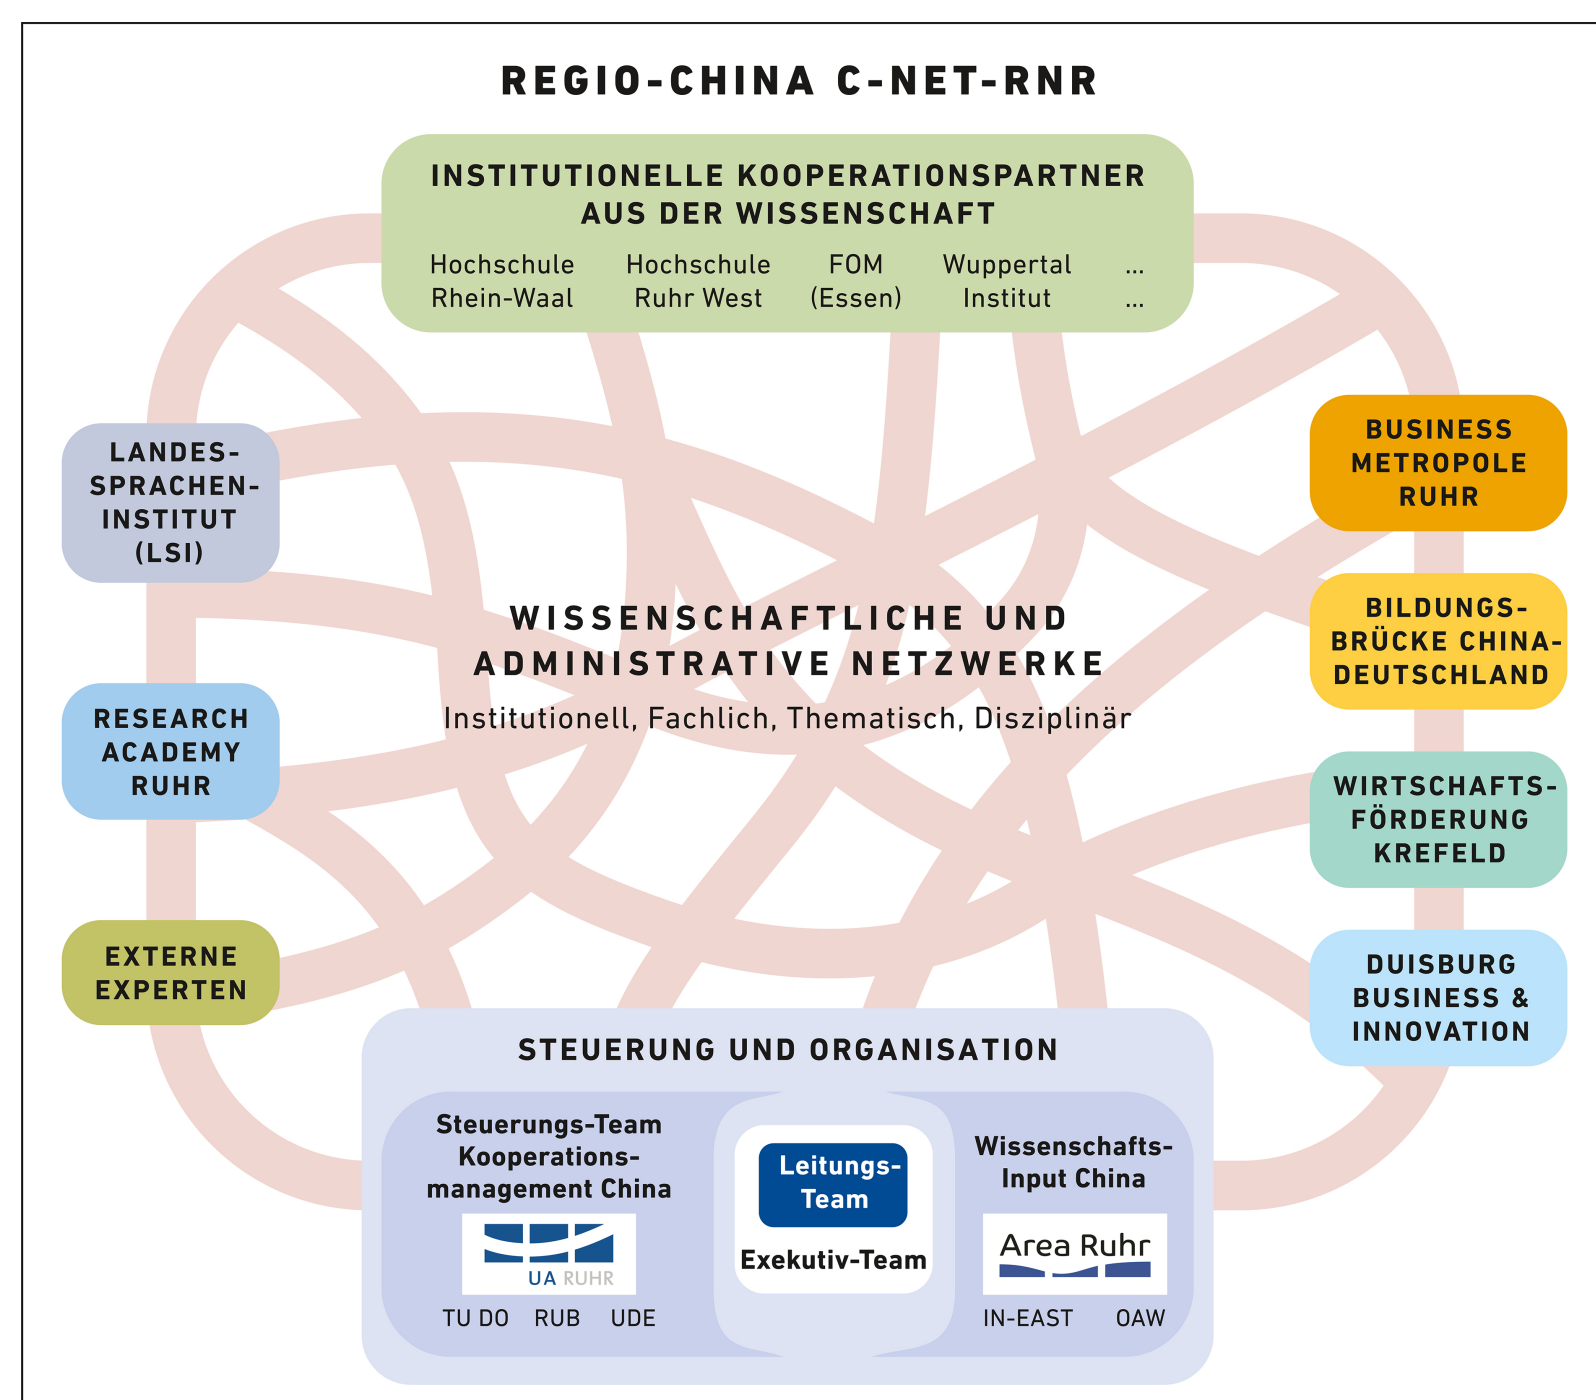 REGIO-CHINA C-NET-RNR
INSTITUTIONELLE KOOPERATIONSPARTNER
AUS DER WISSENSCHAFT
Hochschule Hochschule FOM Wuppertal ...
Rhein-Waal Ruhr West (Essen) Institut ...
LANDES-
SPRACHEN-
INSTITUT
(LSI)
RESEARCH
ACADEMY
RUHR
EXTERNE
EXPERTEN
WISSENSCHAFTLICHE UND
ADMINISTRATIVE NETZWERKE
Institutionell, Fachlich, Thematisch, Disziplinär
BUSINESS
METROPOLE
RUHR
BILDUNGS-
BRÜCKE CHINA-
DEUTSCHLAND
WIRTSCHAFTS-
FÖRDERUNG
KREFELD
DUISBURG
BUSINESS &
INNOVATION
STEUERUNG UND ORGANISATION
Steuerungs-Team
Kooperations-
management China
UA RUHR
TU DO RUB UDE
Leitungs-
Team
Exekutiv-Team
Wissenschafts-
Input China
Area Ruhr
IN-EAST OAW